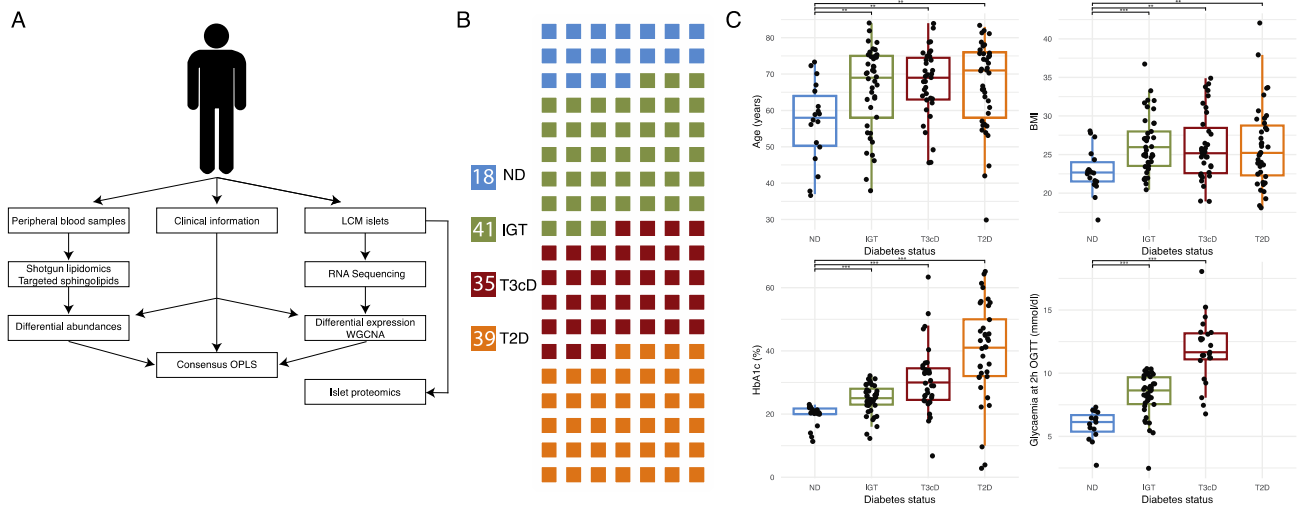 A
Peripheral blood samples
Clinical information
LCM islets
Shotgun lipidomics
Targeted sphingolipids
RNA Sequencing
Differential abundances
Differential expression
WGCNA
Consensus OPLS
Islet proteomics
B
18 ND
41 IGT
35 T3cD
39 T2D
C
**
**
**
Age (years)
80
70
60
50
40
30
ND IGT T3cD T2D
Diabetes status
**
**
***
BMI
40
35
30
25
20
ND IGT T3cD T2D
Diabetes status
***
***
***
HbA1c (%)
60
40
20
0
ND IGT T3cD T2D
Diabetes status
***
***
Glycaemia at 2h OGTT (mmol/dl)
15
10
5
ND IGT T3cD T2D
Diabetes status